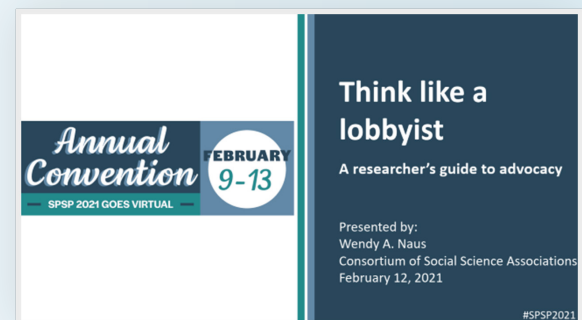 Annual
Convention
SPSP 2021 GOES VIRTUAL
FEBRUARY
9-13
Think like a
lobbyist
A researcher's guide to advocacy
Presented by:
Wendy A. Naus
Consortium of Social Science Associations
February 12, 2021
#SPSP2021